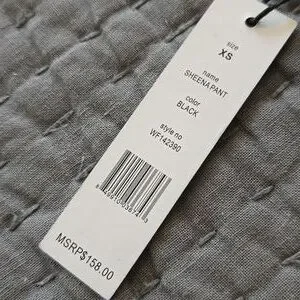 size
XS
name
SHEENA PANT
color
BLACK
style no
WF142390
MSRP$158.00